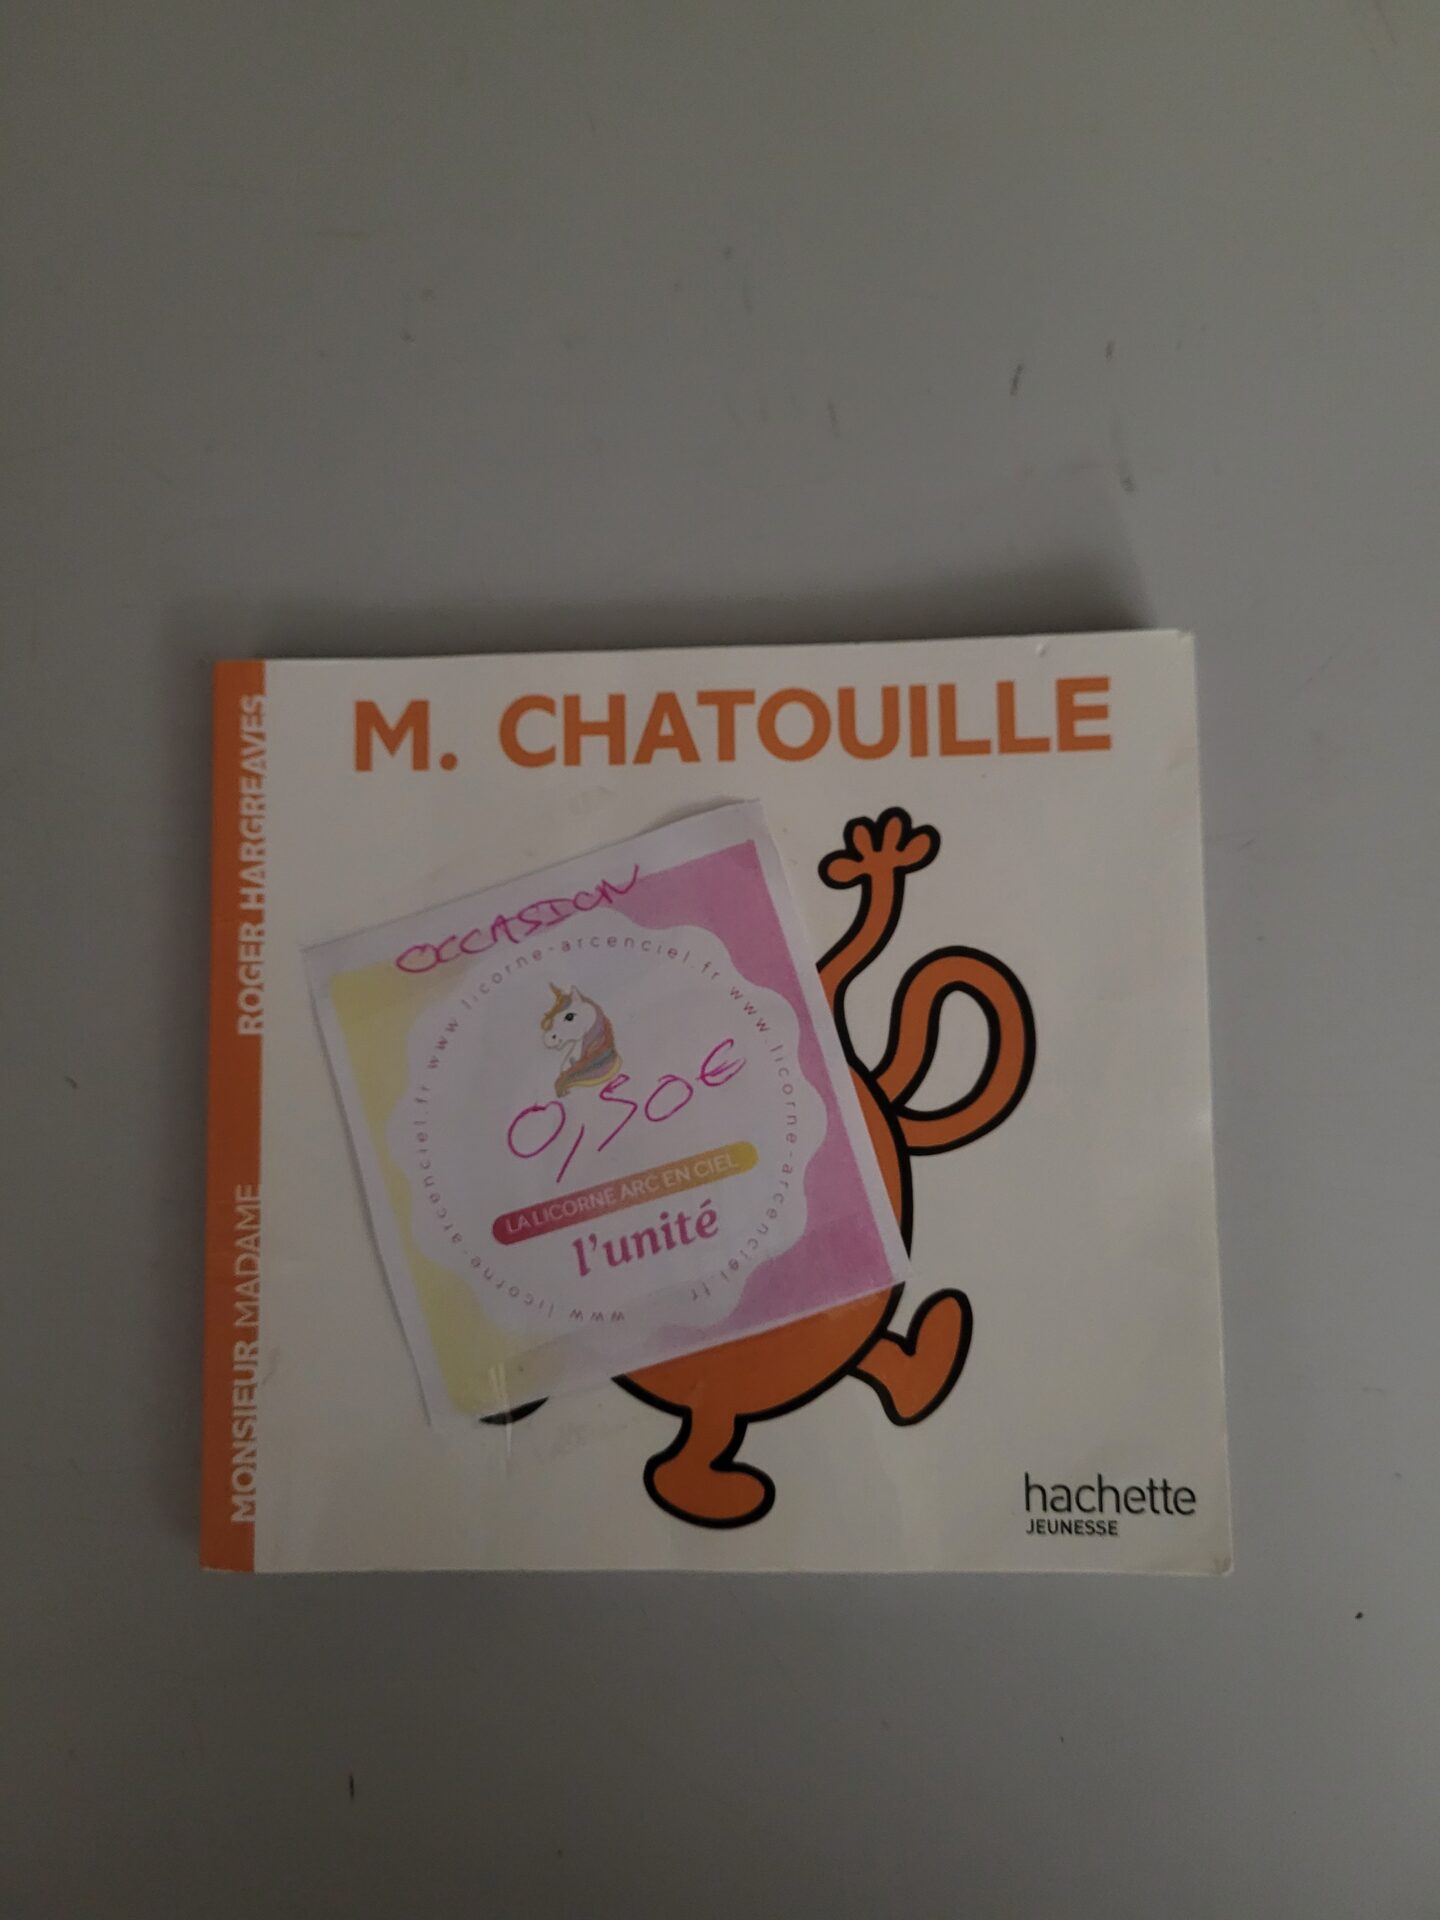 M. CHATOUILLE
ROGER HARGREAVES
MONSIEUR MADAME
OCCASION
www.licorne-arcenciel.fr www.licorne-arcenciel.fr www.licorne-arcenciel.fr
0,50€
LA LICORNE ARC EN CIEL
l'unité
hachette
JEUNESSE